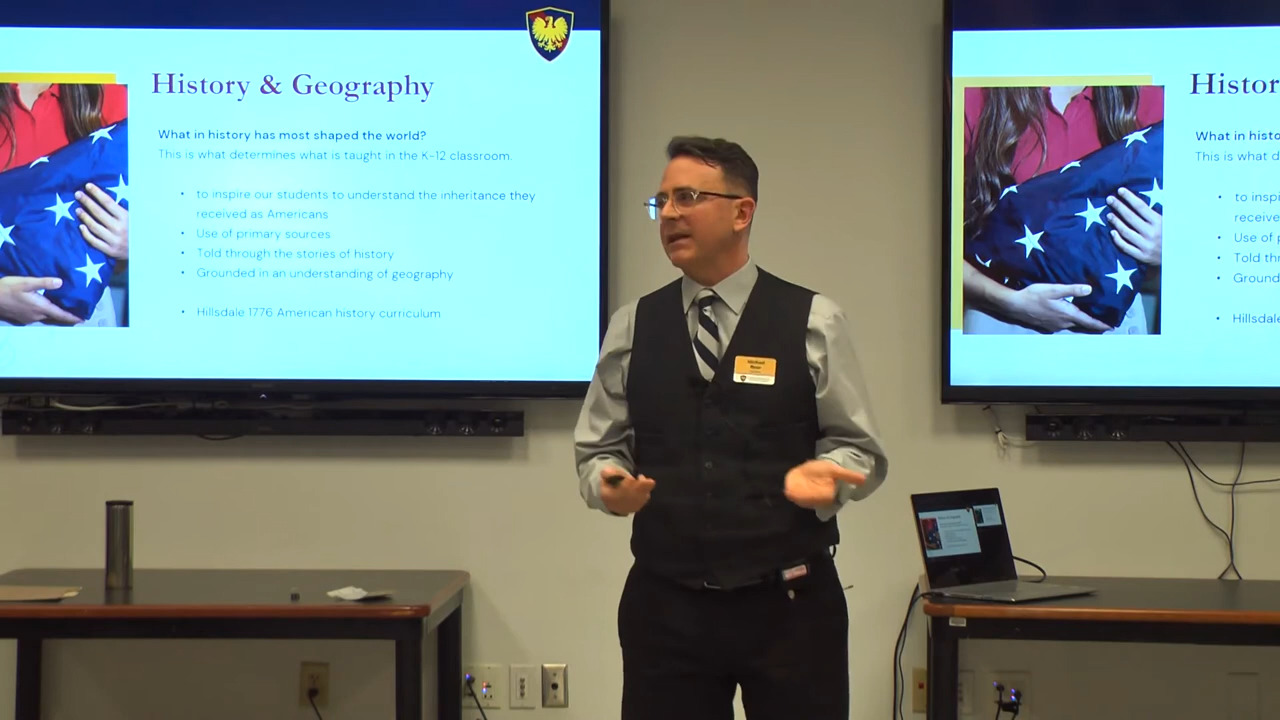 History & Geography
What in history has most shaped the world?
This is what determines what is taught in the K-12 classroom.
• to inspire our students to understand the inheritance they
received as Americans
• Use of primary sources
• Told through the stories of history
• Grounded in an understanding of geography
• Hillsdale 1776 American history curriculum
Histor
What in histo
This is what d
• to inspi
receive
• Use of p
• Told thr
• Ground
• Hillsdale
Michael